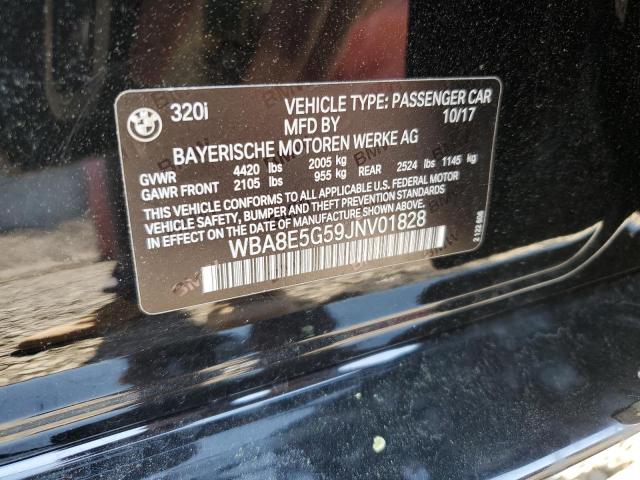 BMW 320i VEHICLE TYPE: PASSENGER CAR
MFD BY 10/17
BAYERISCHE MOTOREN WERKE AG
GVWR 4420 lbs 2005 kg
GAWR FRONT 2105 lbs 955 kg REAR 2524 lbs 1145 kg
THIS VEHICLE CONFORMS TO ALL APPLICABLE U.S. FEDERAL MOTOR
VEHICLE SAFETY, BUMPER, AND THEFT PREVENTION STANDARDS
IN EFFECT ON THE DATE OF MANUFACTURE SHOWN ABOVE.
WBA8E5G59JNV01828